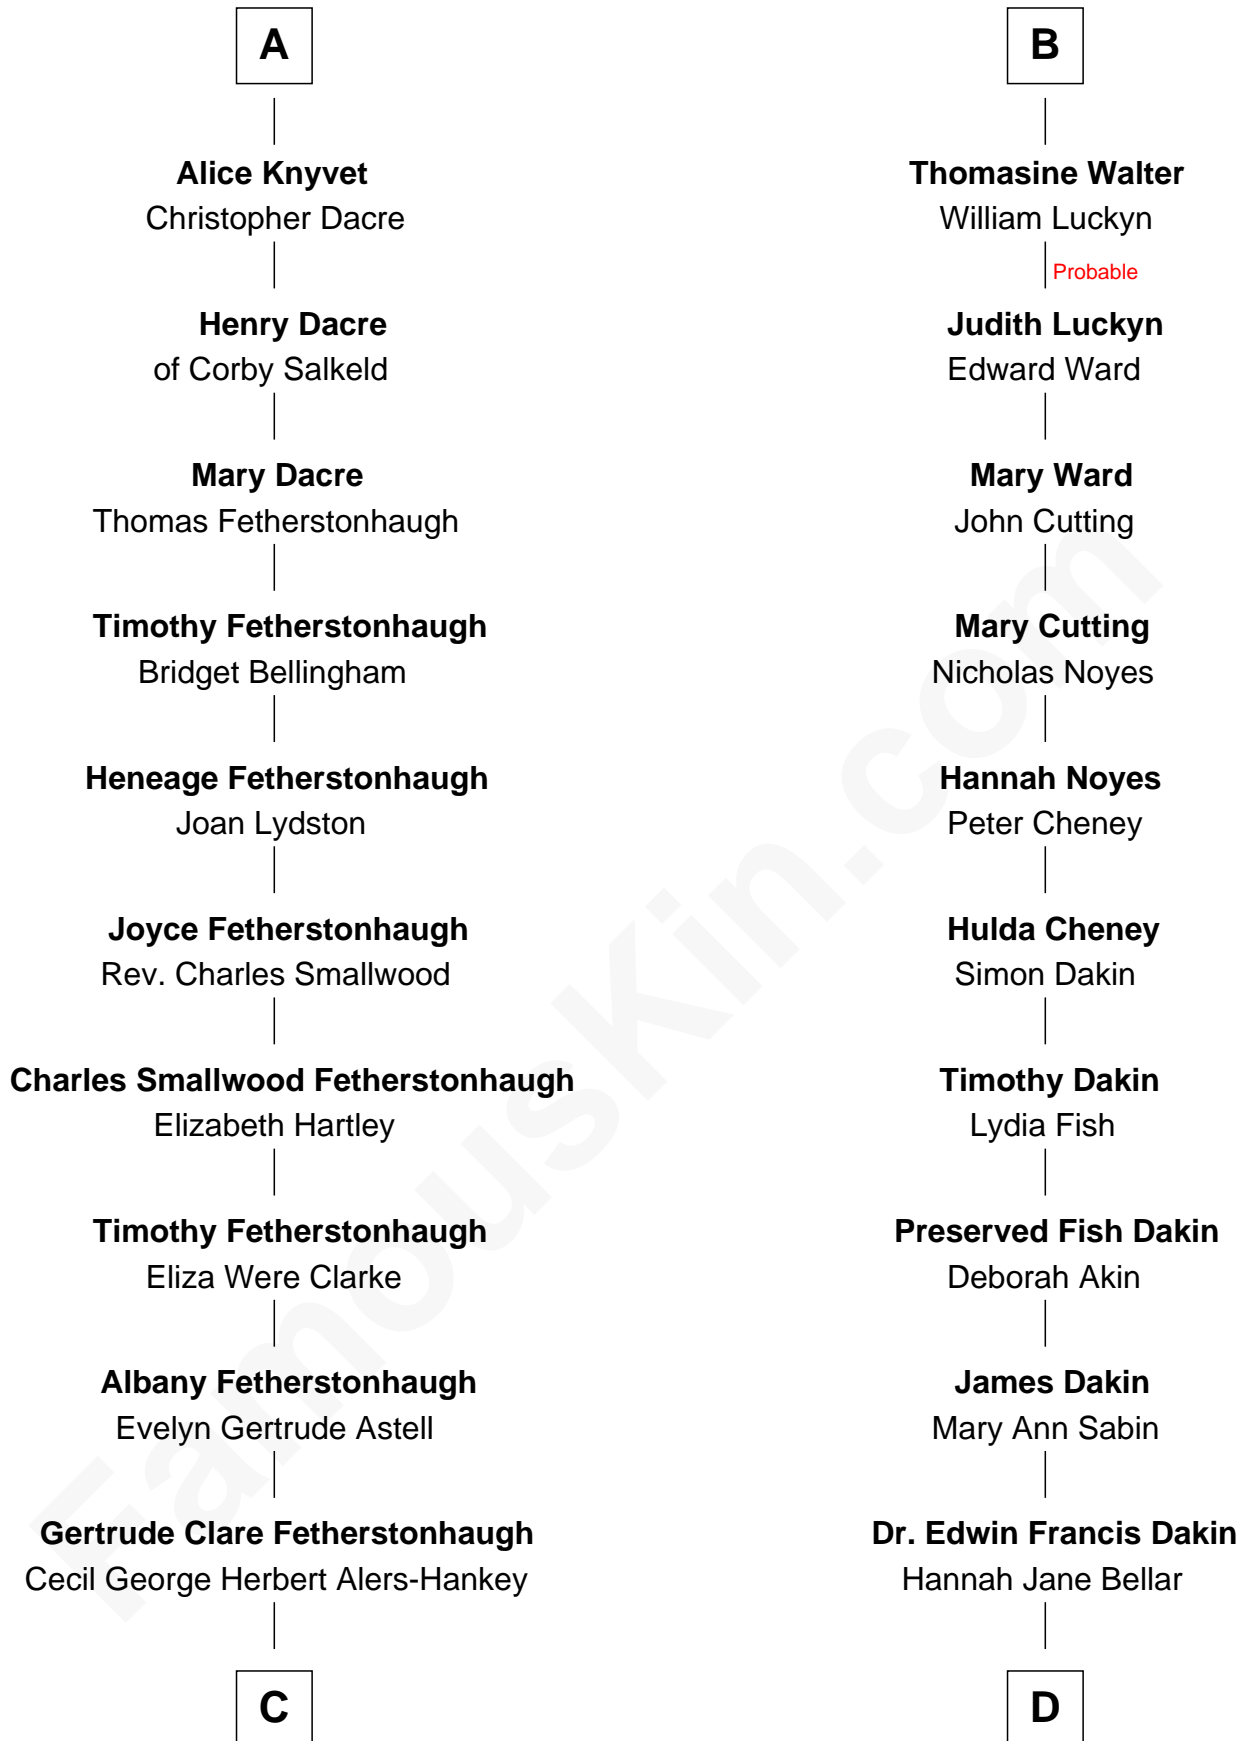 A
Alice Knyvet
Christopher Dacre
Henry Dacre
of Corby Salkeld
Mary Dacre
Thomas Fetherstonhaugh
Timothy Fetherstonhaugh
Bridget Bellingham
Heneage Fetherstonhaugh
Joan Lydston
Joyce Fetherstonhaugh
Rev. Charles Smallwood
Charles Smallwood Fetherstonhaugh
Elizabeth Hartley
Timothy Fetherstonhaugh
Eliza Were Clarke
Albany Fetherstonhaugh
Evelyn Gertrude Astell
Gertrude Clare Fetherstonhaugh
Cecil George Herbert Alers-Hankey
C
B
Thomasine Walter
William Luckyn
Probable
Judith Luckyn
Edward Ward
Mary Ward
John Cutting
Mary Cutting
Nicholas Noyes
Hannah Noyes
Peter Cheney
Hulda Cheney
Simon Dakin
Timothy Dakin
Lydia Fish
Preserved Fish Dakin
Deborah Akin
James Dakin
Mary Ann Sabin
Dr. Edwin Francis Dakin
Hannah Jane Bellar
D
FamousKin.com